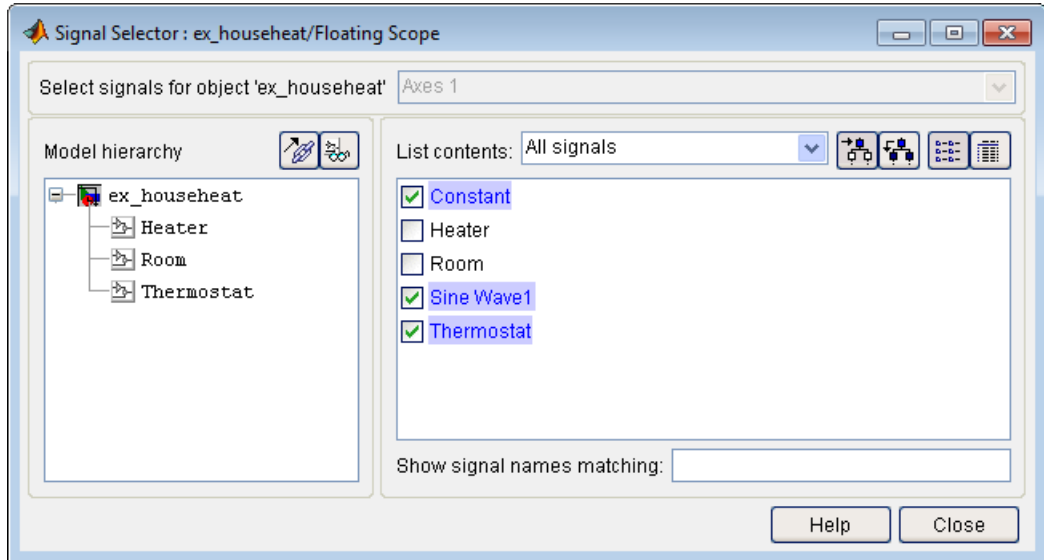 Signal Selector : ex_househeat/Floating Scope
Select signals for object 'ex_househeat' Axes 1
Model hierarchy
ex_househeat
Heater
Room
Thermostat
List contents: All signals
Constant
Heater
Room
Sine Wave1
Thermostat
Show signal names matching:
Help Close